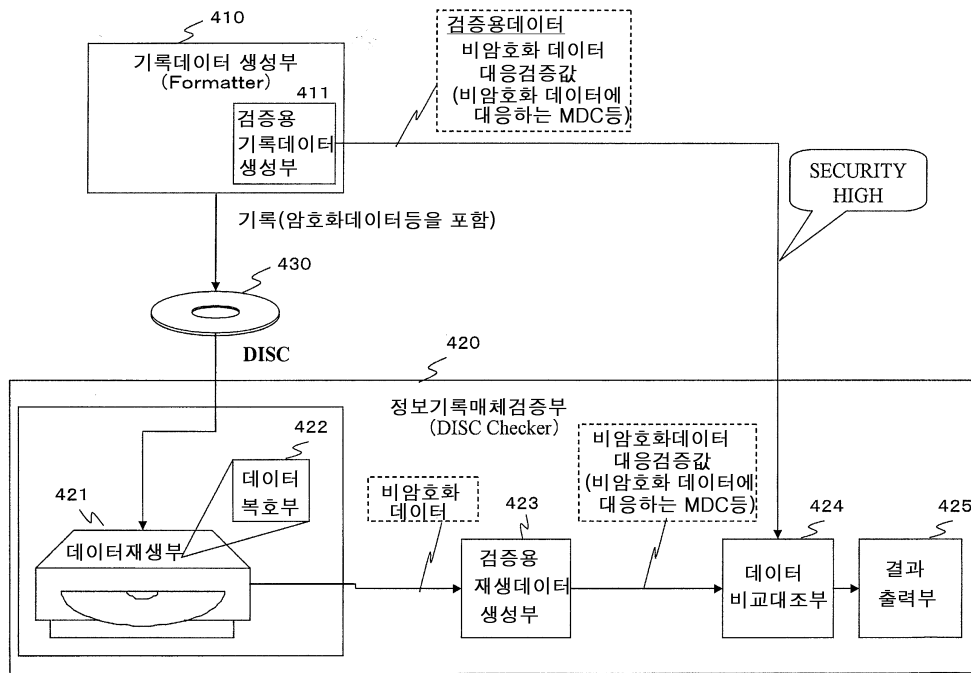 410
기록데이터 생성부
(Formatter)
411
검증용
기록데이터
생성부
검증용데이터
비암호화 데이터
대응검증값
(비암호화 데이터에
대응하는 MDC등)
SECURITY
HIGH
기록(암호화데이터등을 포함)
430
DISC
420
정보기록매체검증부
(DISC Checker)
422
데이터
복호부
421
데이터재생부
비암호화
데이터
423
검증용
재생데이터
생성부
비암호화데이터
대응검증값
(비암호화 데이터에
대응하는 MDC등)
424
데이터
비교대조부
425
결과
출력부